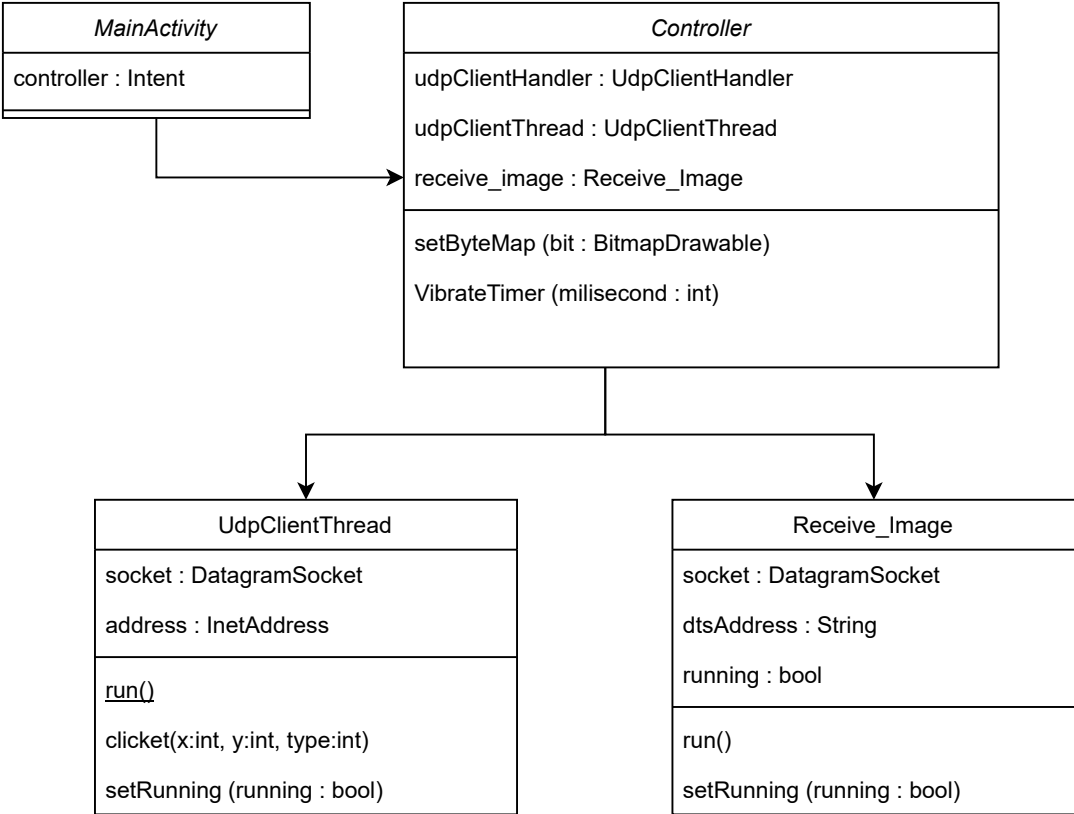 MainActivity
controller : Intent
Controller
udpClientHandler : UdpClientHandler
udpClientThread : UdpClientThread
receive_image : Receive_Image
setByteMap (bit : BitmapDrawable)
VibrateTimer (milisecond : int)
UdpClientThread
socket : DatagramSocket
address : InetAddress
run()
clicket(x:int, y:int, type:int)
setRunning (running : bool)
Receive_Image
socket : DatagramSocket
dtsAddress : String
running : bool
run()
setRunning (running : bool)